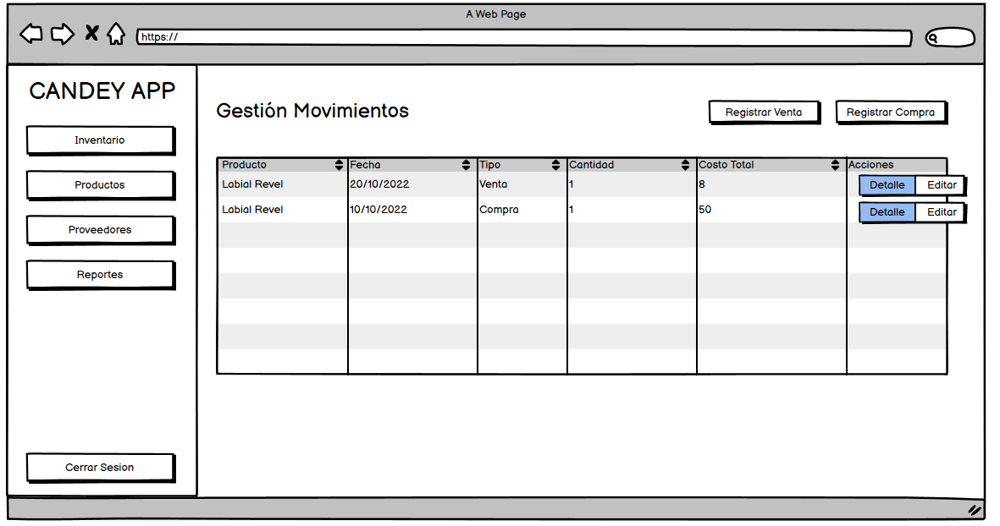 A Web Page
https://
CANDEY APP
Inventario
Productos
Proveedores
Reportes
Cerrar Sesion
Gestión Movimientos
Registrar Venta Registrar Compra
Producto Fecha Tipo Cantidad Costo Total Acciones
Labial Revel 20/10/2022 Venta 1 8 Detalle Editar
Labial Revel 10/10/2022 Compra 1 50 Detalle Editar